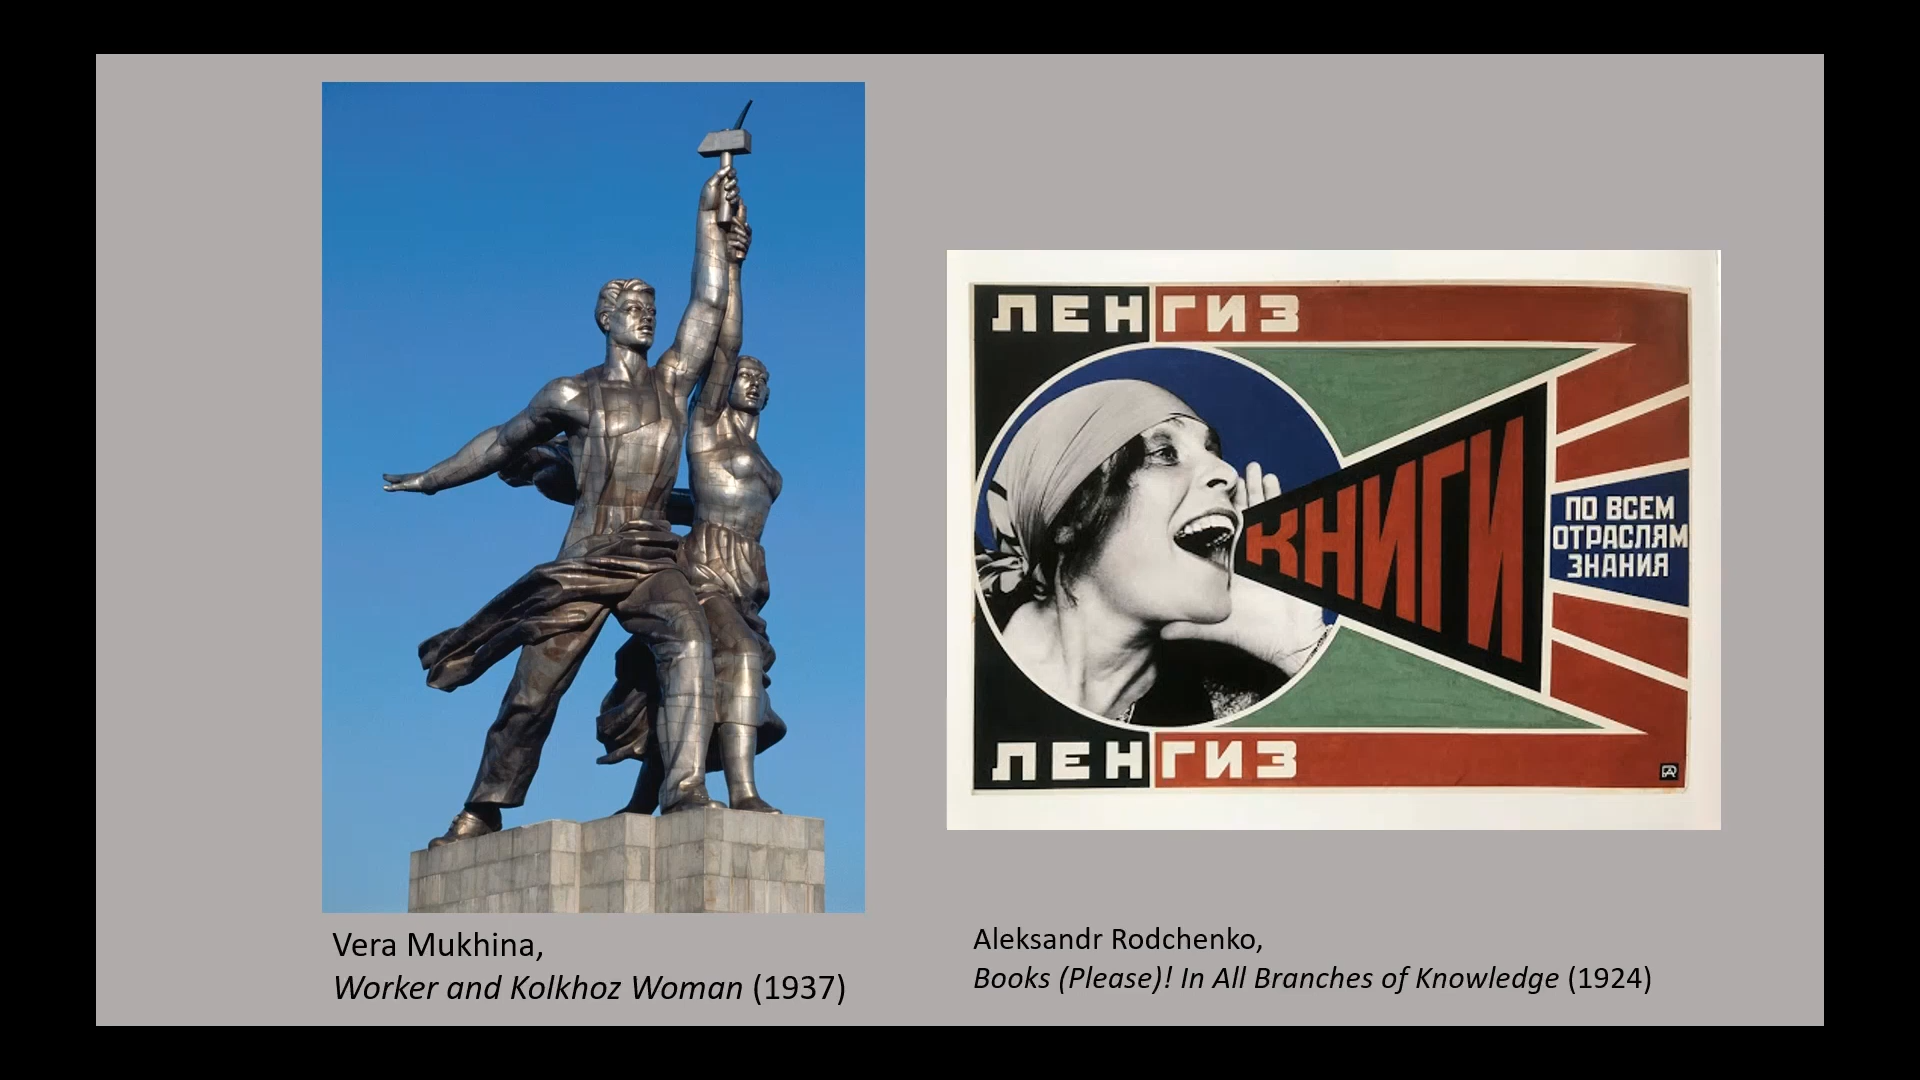 Vera Mukhina,
Worker and Kolkhoz Woman (1937)
ЛЕНГИЗ
КНИГИ
ПО ВСЕМ
ОТРАСЛЯМ
ЗНАНИЯ
ЛЕНГИЗ
Aleksandr Rodchenko,
Books (Please)! In All Branches of Knowledge (1924)